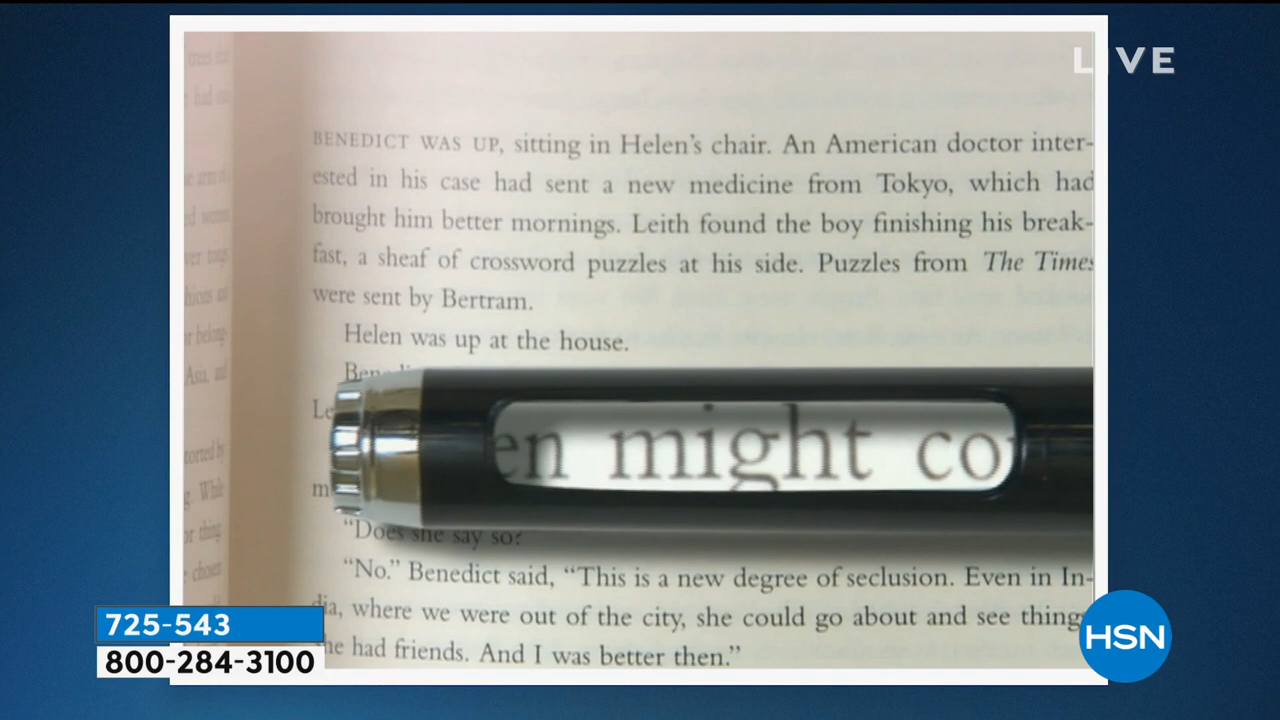 LIVE
BENEDICT WAS UP, sitting in Helen's chair. An American doctor inter-
ested in his case had sent a new medicine from Tokyo, which had
brought him better mornings. Leith found the boy finishing his break-
fast, a sheaf of crossword puzzles at his side. Puzzles from The Times
were sent by Bertram.
Helen was up at the house.
Le
en might co
m
"Does she say so?
"No." Benedict said, "This is a new degree of seclusion. Even in In-
dia, where we were out of the city, she could go about and see things
he had friends. And I was better then."
725-543
800-284-3100
HSN